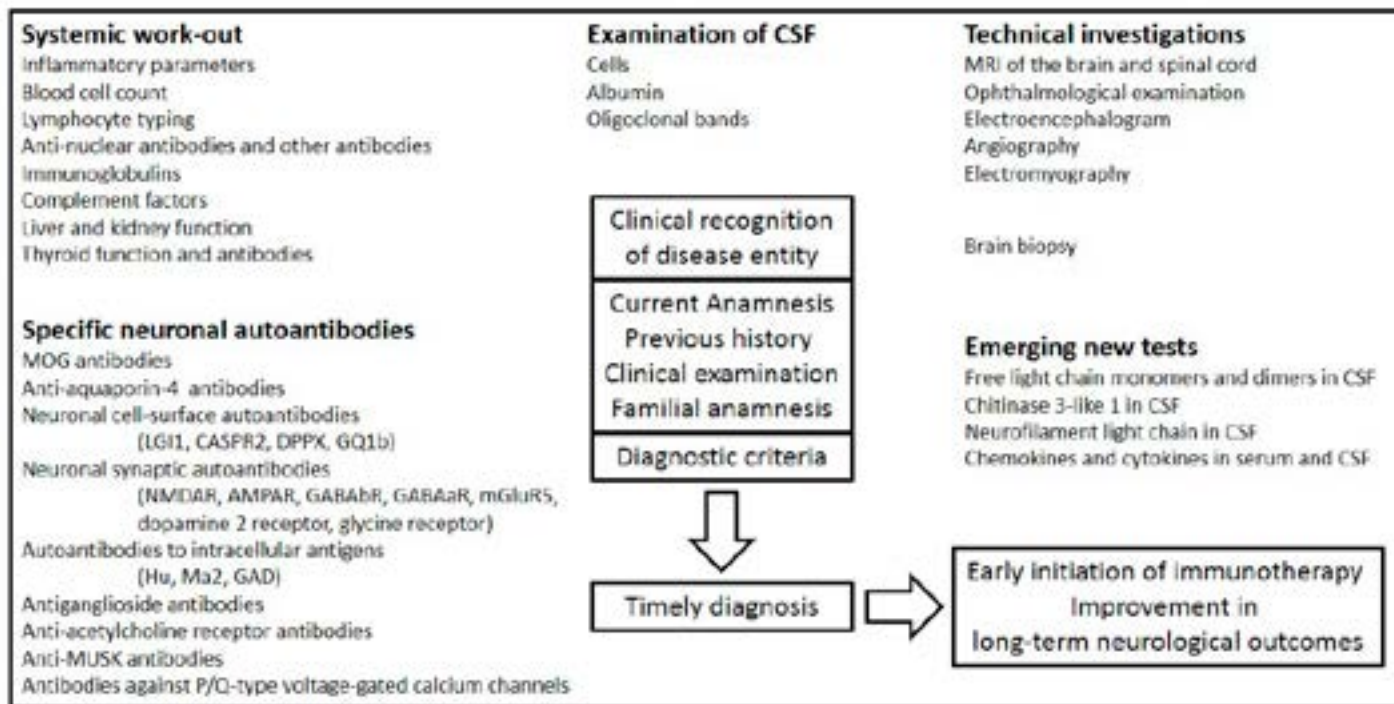 Systemic work-out
Inflammatory parameters
Blood cell count
Lymphocyte typing
Anti-nuclear antibodies and other antibodies
Immunoglobulins
Complement factors
Liver and kidney function
Thyroid function and antibodies
Specific neuronal autoantibodies
MOG antibodies
Anti-aquaporin-4 antibodies
Neuronal cell-surface autoantibodies
(LGI1, CASPR2, DPPX, GQ1b)
Neuronal synaptic autoantibodies
(NMDAR, AMPAR, GABAbR, GABAaR, mGluR5,
dopamine 2 receptor, glycine receptor)
Autoantibodies to intracellular antigens
(Hu, Ma2, GAD)
Antiganglioside antibodies
Anti-acetylcholine receptor antibodies
Anti-MUSK antibodies
Antibodies against P/Q-type voltage-gated calcium channels
Examination of CSF
Cells
Albumin
Oligoclonal bands
Clinical recognition
of disease entity
Current Anamnesis
Previous history
Clinical examination
Familial anamnesis
Diagnostic criteria
Timely diagnosis
Technical investigations
MRI of the brain and spinal cord
Ophthalmological examination
Electroencephalogram
Angiography
Electromyography
Brain biopsy
Emerging new tests
Free light chain monomers and dimers in CSF
Chitinase 3-like 1 in CSF
Neurofilament light chain in CSF
Chemokines and cytokines in serum and CSF
Early initiation of immunotherapy
Improvement in
long-term neurological outcomes